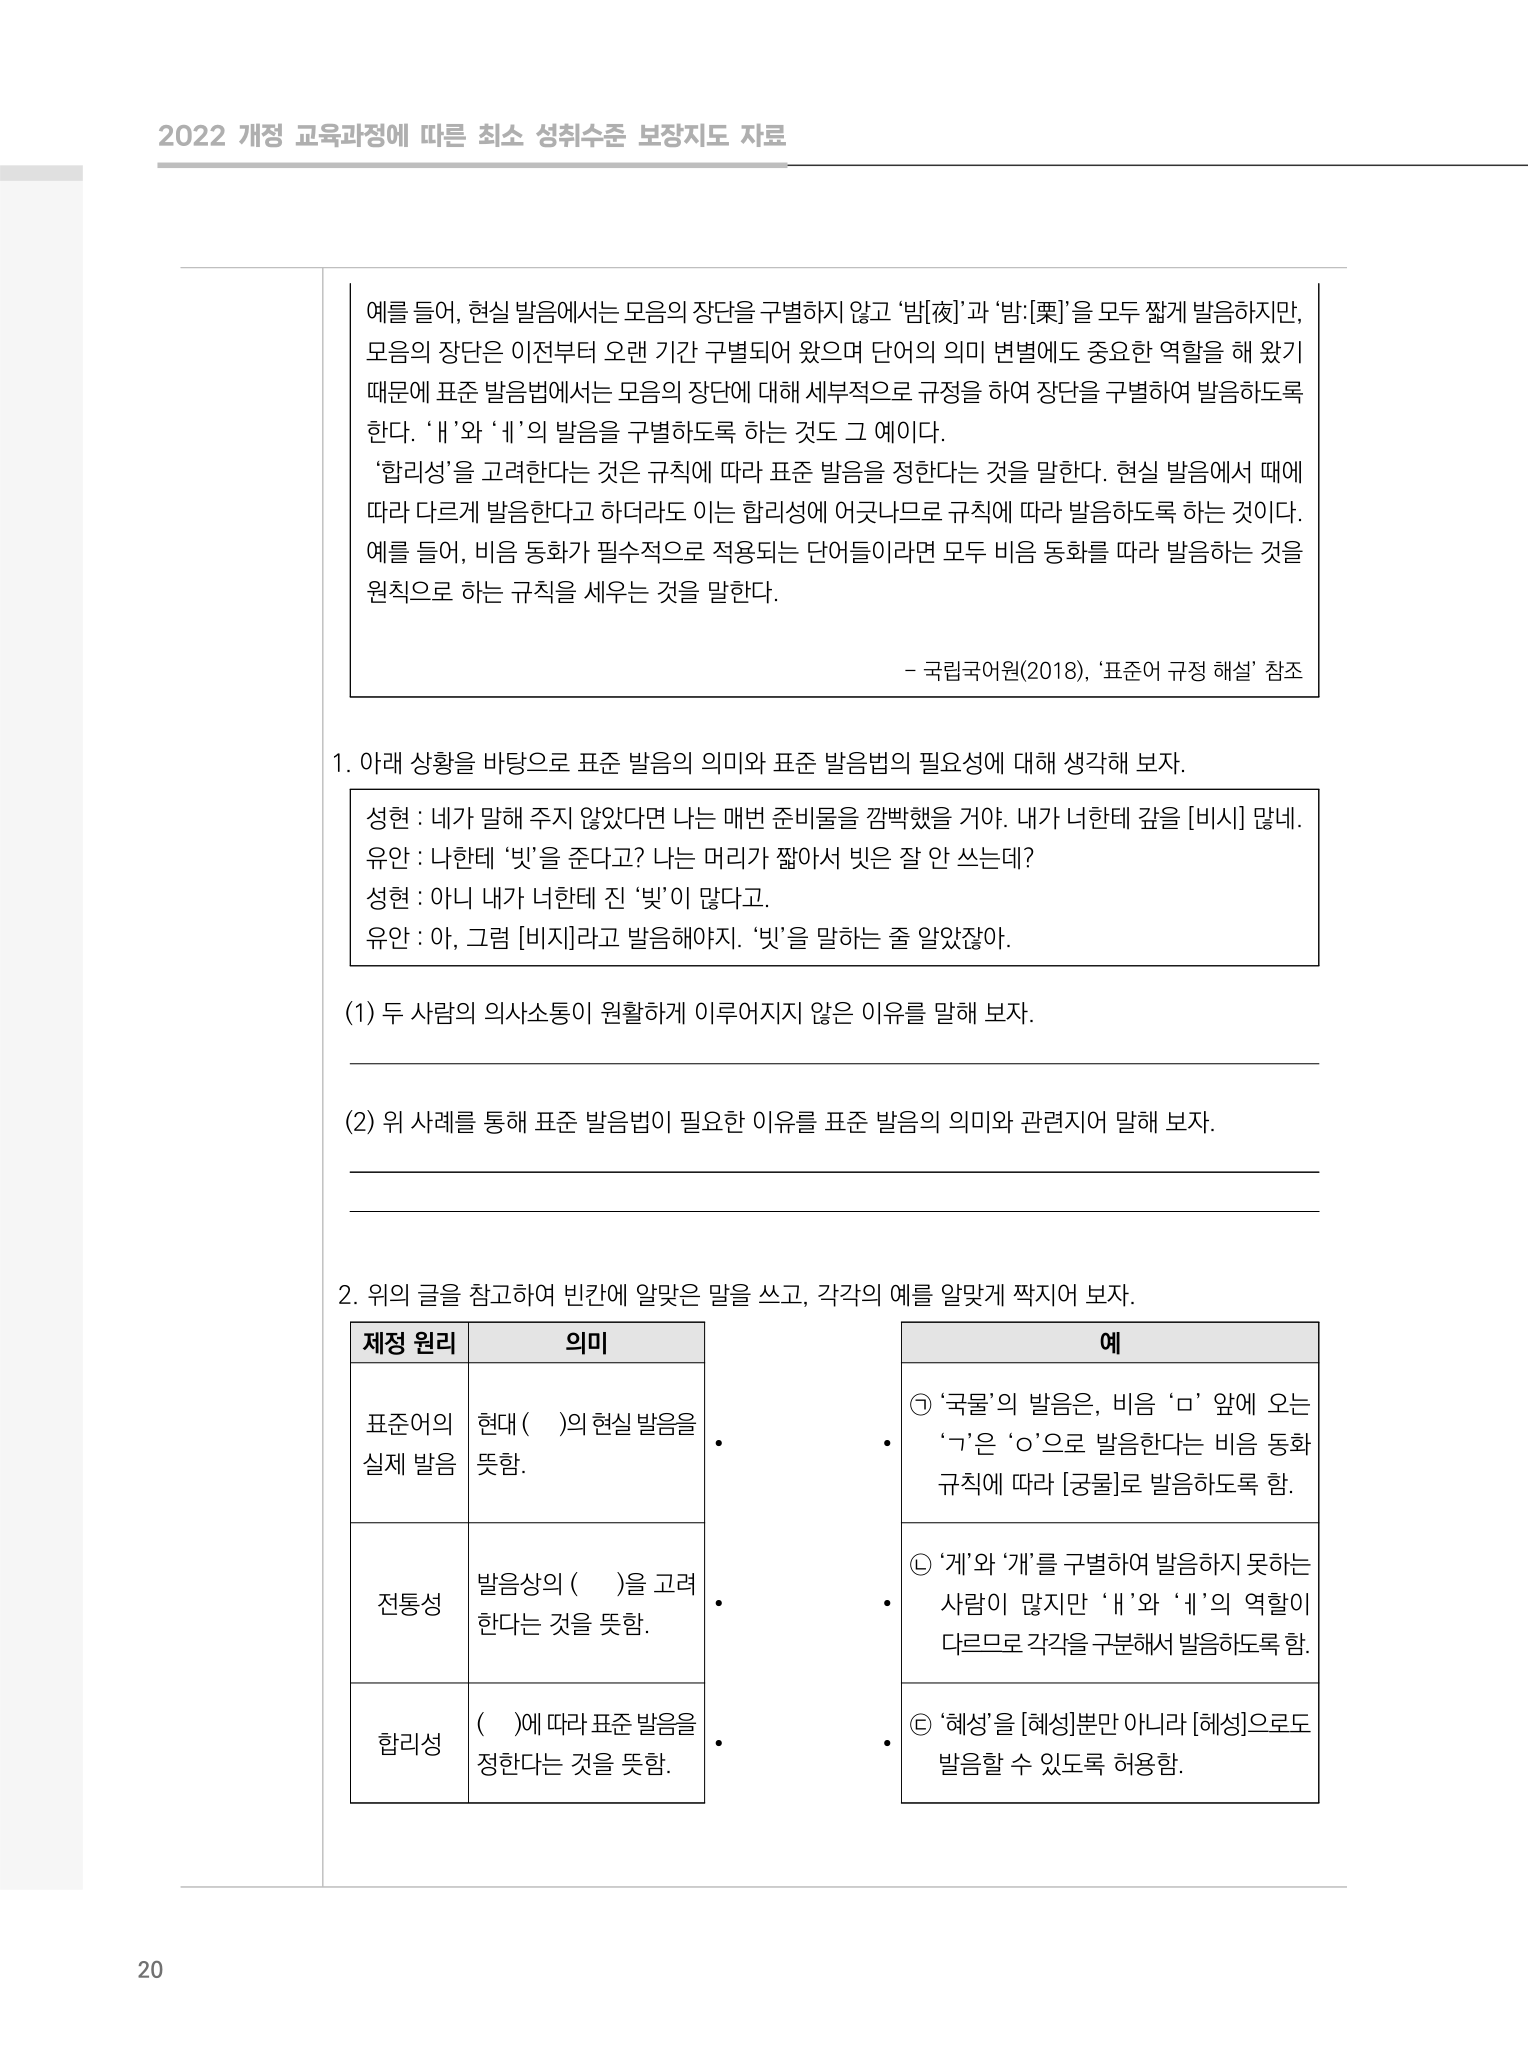 2022 개정 교육과정에 따른 최소 성취수준 보장지도 자료
예를 들어, 현실 발음에서는 모음의 장단을 구별하지 않고 ‘밤[夜]’과 ‘밤:[栗]’을 모두 짧게 발음하지만,
모음의 장단은 이전부터 오랜 기간 구별되어 왔으며 단어의 의미 변별에도 중요한 역할을 해 왔기
때문에 표준 발음법에서는 모음의 장단에 대해 세부적으로 규정을 하여 장단을 구별하여 발음하도록
한다. ‘ㅐ’와 ‘ㅔ’의 발음을 구별하도록 하는 것도 그 예이다.
‘합리성’을 고려한다는 것은 규칙에 따라 표준 발음을 정한다는 것을 말한다. 현실 발음에서 때에
따라 다르게 발음한다고 하더라도 이는 합리성에 어긋나므로 규칙에 따라 발음하도록 하는 것이다.
예를 들어, 비음 동화가 필수적으로 적용되는 단어들이라면 모두 비음 동화를 따라 발음하는 것을
원칙으로 하는 규칙을 세우는 것을 말한다.
– 국립국어원(2018), ‘표준어 규정 해설’ 참조
1. 아래 상황을 바탕으로 표준 발음의 의미와 표준 발음법의 필요성에 대해 생각해 보자.
성현 : 네가 말해 주지 않았다면 나는 매번 준비물을 깜빡했을 거야. 내가 너한테 갚을 [비시] 많네.
유안 : 나한테 ‘빗’을 준다고? 나는 머리가 짧아서 빗은 잘 안 쓰는데?
성현 : 아니 내가 너한테 진 ‘빚’이 많다고.
유안 : 아, 그럼 [비지]라고 발음해야지. ‘빗’을 말하는 줄 알았잖아.
(1) 두 사람의 의사소통이 원활하게 이루어지지 않은 이유를 말해 보자.
(2) 위 사례를 통해 표준 발음법이 필요한 이유를 표준 발음의 의미와 관련지어 말해 보자.
2. 위의 글을 참고하여 빈칸에 알맞은 말을 쓰고, 각각의 예를 알맞게 짝지어 보자.
제정 원리 의미
표준어의
실제 발음
현대 (    )의 현실 발음을
뜻함.
전통성
발음상의 (    )을 고려
한다는 것을 뜻함.
합리성
(    )에 따라 표준 발음을
정한다는 것을 뜻함.
예
㉠ ‘국물’의 발음은, 비음 ‘ㅁ’ 앞에 오는
‘ㄱ’은 ‘ㅇ’으로 발음한다는 비음 동화
규칙에 따라 [궁물]로 발음하도록 함.
㉡ ‘게’와 ‘개’를 구별하여 발음하지 못하는
사람이 많지만 ‘ㅐ’와 ‘ㅔ’의 역할이
다르므로 각각을 구분해서 발음하도록 함.
㉢ ‘혜성’을 [혜성]뿐만 아니라 [헤성]으로도
발음할 수 있도록 허용함.
20